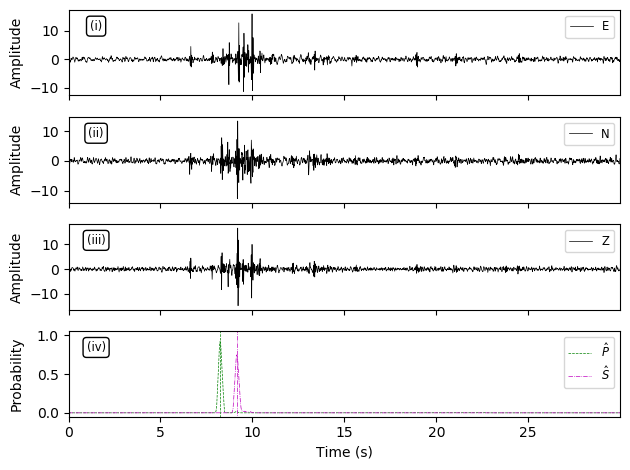 (i)
E
Amplitude
10
0
−10
(ii)
N
Amplitude
10
0
−10
(iii)
Z
Amplitude
10
0
−10
(iv)
P̂
Ŝ
Probability
1.0
0.5
0.0
0 5 10 15 20 25
Time (s)